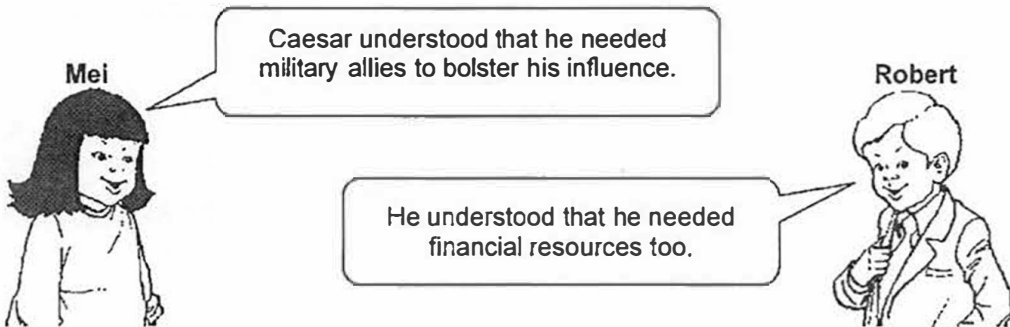 Caesar understood that he needed
military allies to bolster his influence.
Mei
Robert
He understood that he needed
financial resources too.